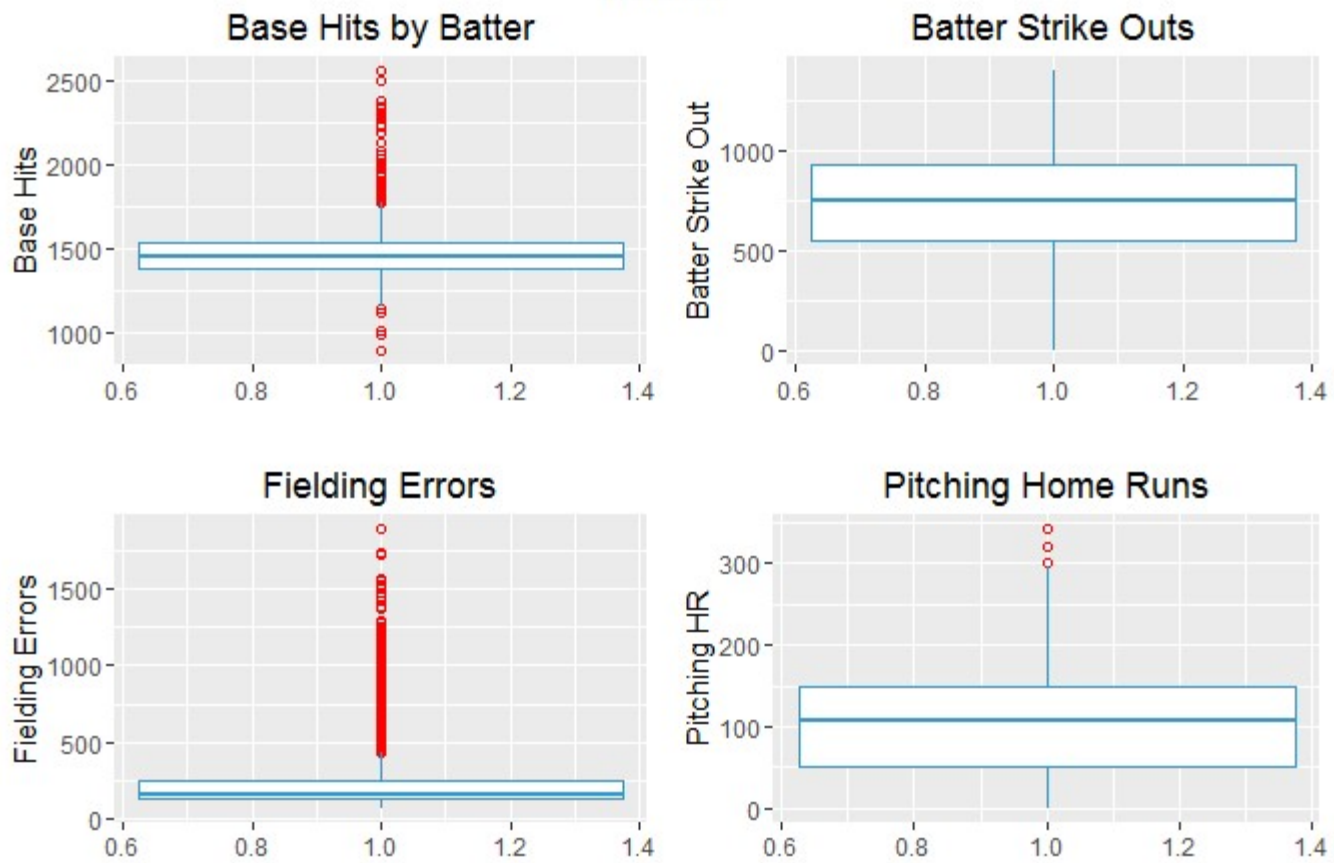 Base Hits by Batter
Base Hits
2500
2000
1500
1000
0.6 0.8 1.0 1.2 1.4
Batter Strike Outs
Batter Strike Out
1000
500
0
0.6 0.8 1.0 1.2 1.4
Fielding Errors
Fielding Errors
1500
1000
500
0
0.6 0.8 1.0 1.2 1.4
Pitching Home Runs
Pitching HR
300
200
100
0
0.6 0.8 1.0 1.2 1.4